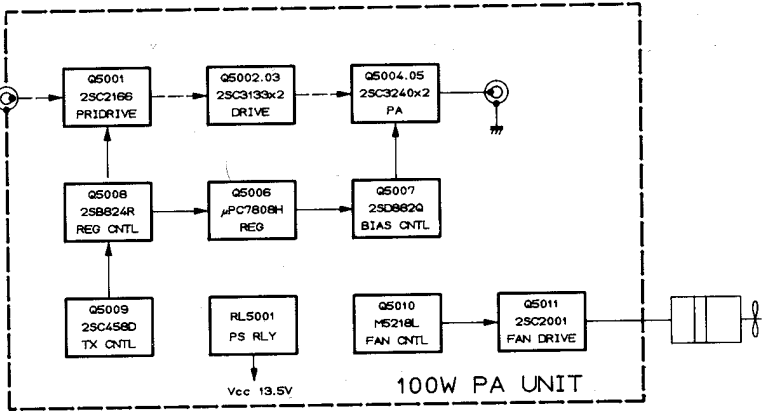 Q5001
2SC2166
PRIDRIVE
Q5002.03
2SC3133x2
DRIVE
Q5004.05
2SC3240x2
PA
Q5008
2SB824R
REG CNTL
Q5006
µPC7808H
REG
Q5007
2SD882Q
BIAS CNTL
Q5009
2SC458D
TX CNTL
RL5001
PS RLY
Q5010
M5218L
FAN CNTL
Q5011
2SC2001
FAN DRIVE
Vcc 13.5V
100W PA UNIT